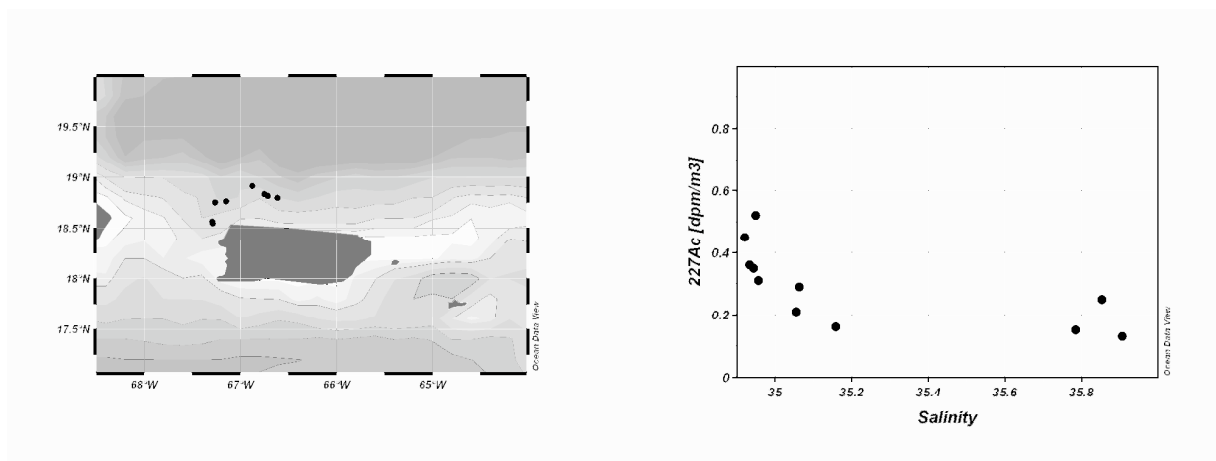 19.5°N
19°N
18.5°N
18°N
17.5°N
68°W
67°W
66°W
65°W
Ocean Data View
227Ac [dpm/m3]
0.8
0.6
0.4
0.2
0
35
35.2
35.4
35.6
35.8
Salinity
Ocean Data View